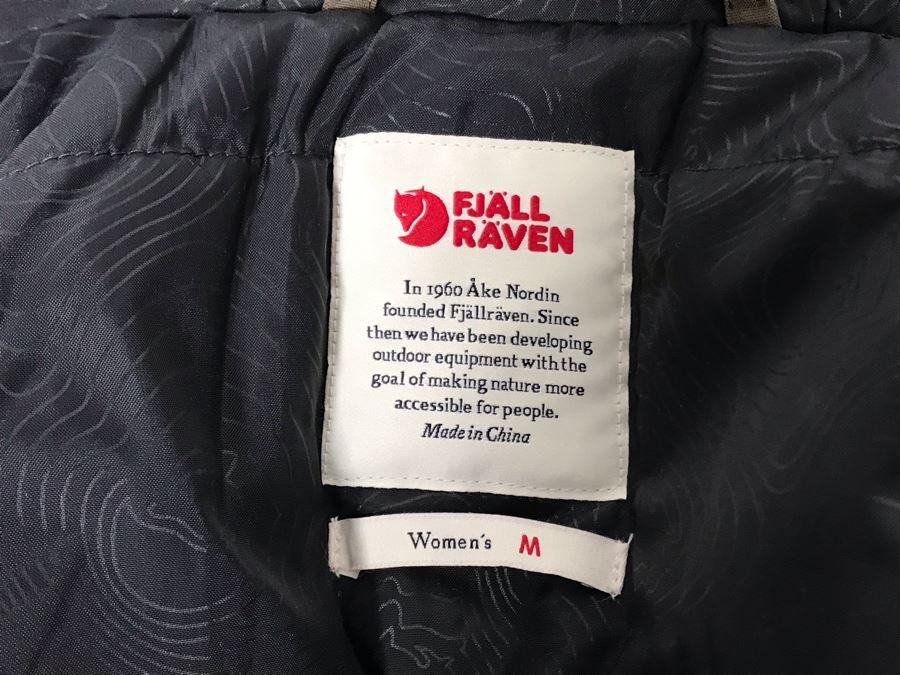 FJÄLL
RÄVEN
In 1960 Åke Nordin
founded Fjällräven. Since
then we have been developing
outdoor equipment with the
goal of making nature more
accessible for people.
Made in China
Women's M